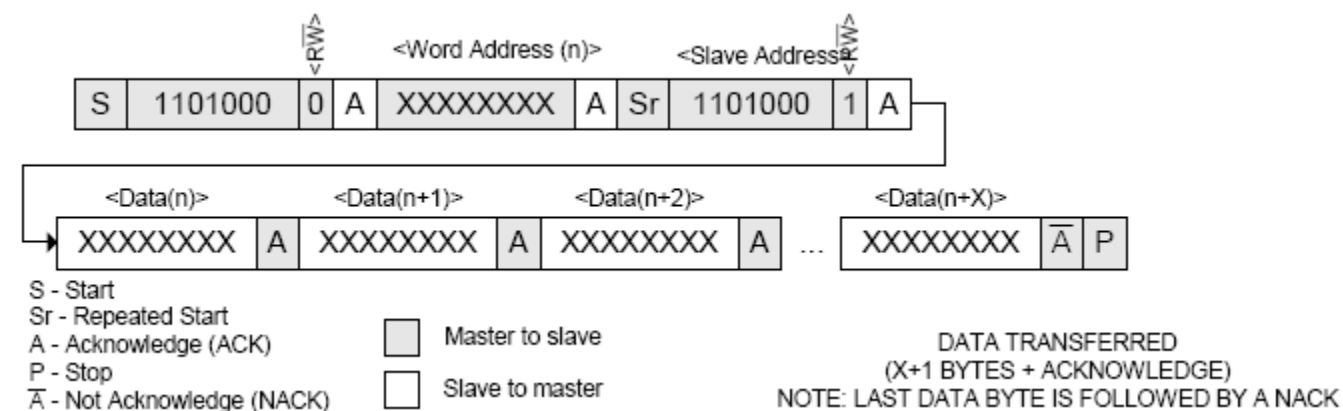 <RW̅> <Word Address (n)> <Slave Address> <RW̅>
S 1101000 0 A XXXXXXXX A Sr 1101000 1 A
<Data(n)> <Data(n+1)> <Data(n+2)> <Data(n+X)>
XXXXXXXX A XXXXXXXX A XXXXXXXX A ... XXXXXXXX A̅ P
S - Start
Sr - Repeated Start
A - Acknowledge (ACK)
P - Stop
A̅ - Not Acknowledge (NACK)
Master to slave
Slave to master
DATA TRANSFERRED
(X+1 BYTES + ACKNOWLEDGE)
NOTE: LAST DATA BYTE IS FOLLOWED BY A NACK